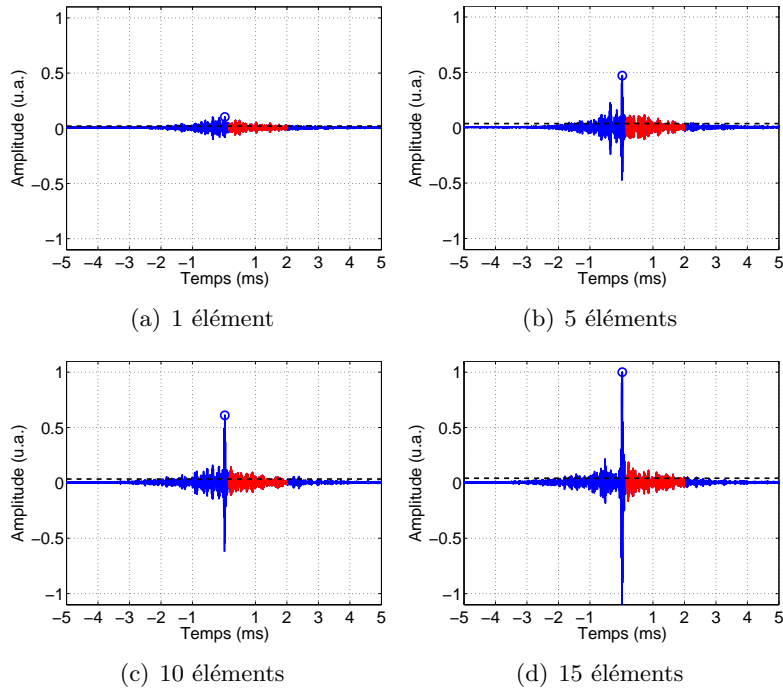 1
0.5
0
−0.5
−1
Amplitude (u.a.)
−5 −4 −3 −2 −1 1 2 3 4 5
Temps (ms)
(a) 1 élément
1
0.5
0
−0.5
−1
Amplitude (u.a.)
−5 −4 −3 −2 −1 1 2 3 4 5
Temps (ms)
(b) 5 éléments
1
0.5
0
−0.5
−1
Amplitude (u.a.)
−5 −4 −3 −2 −1 1 2 3 4 5
Temps (ms)
(c) 10 éléments
1
0.5
0
−0.5
−1
Amplitude (u.a.)
−5 −4 −3 −2 −1 1 2 3 4 5
Temps (ms)
(d) 15 éléments